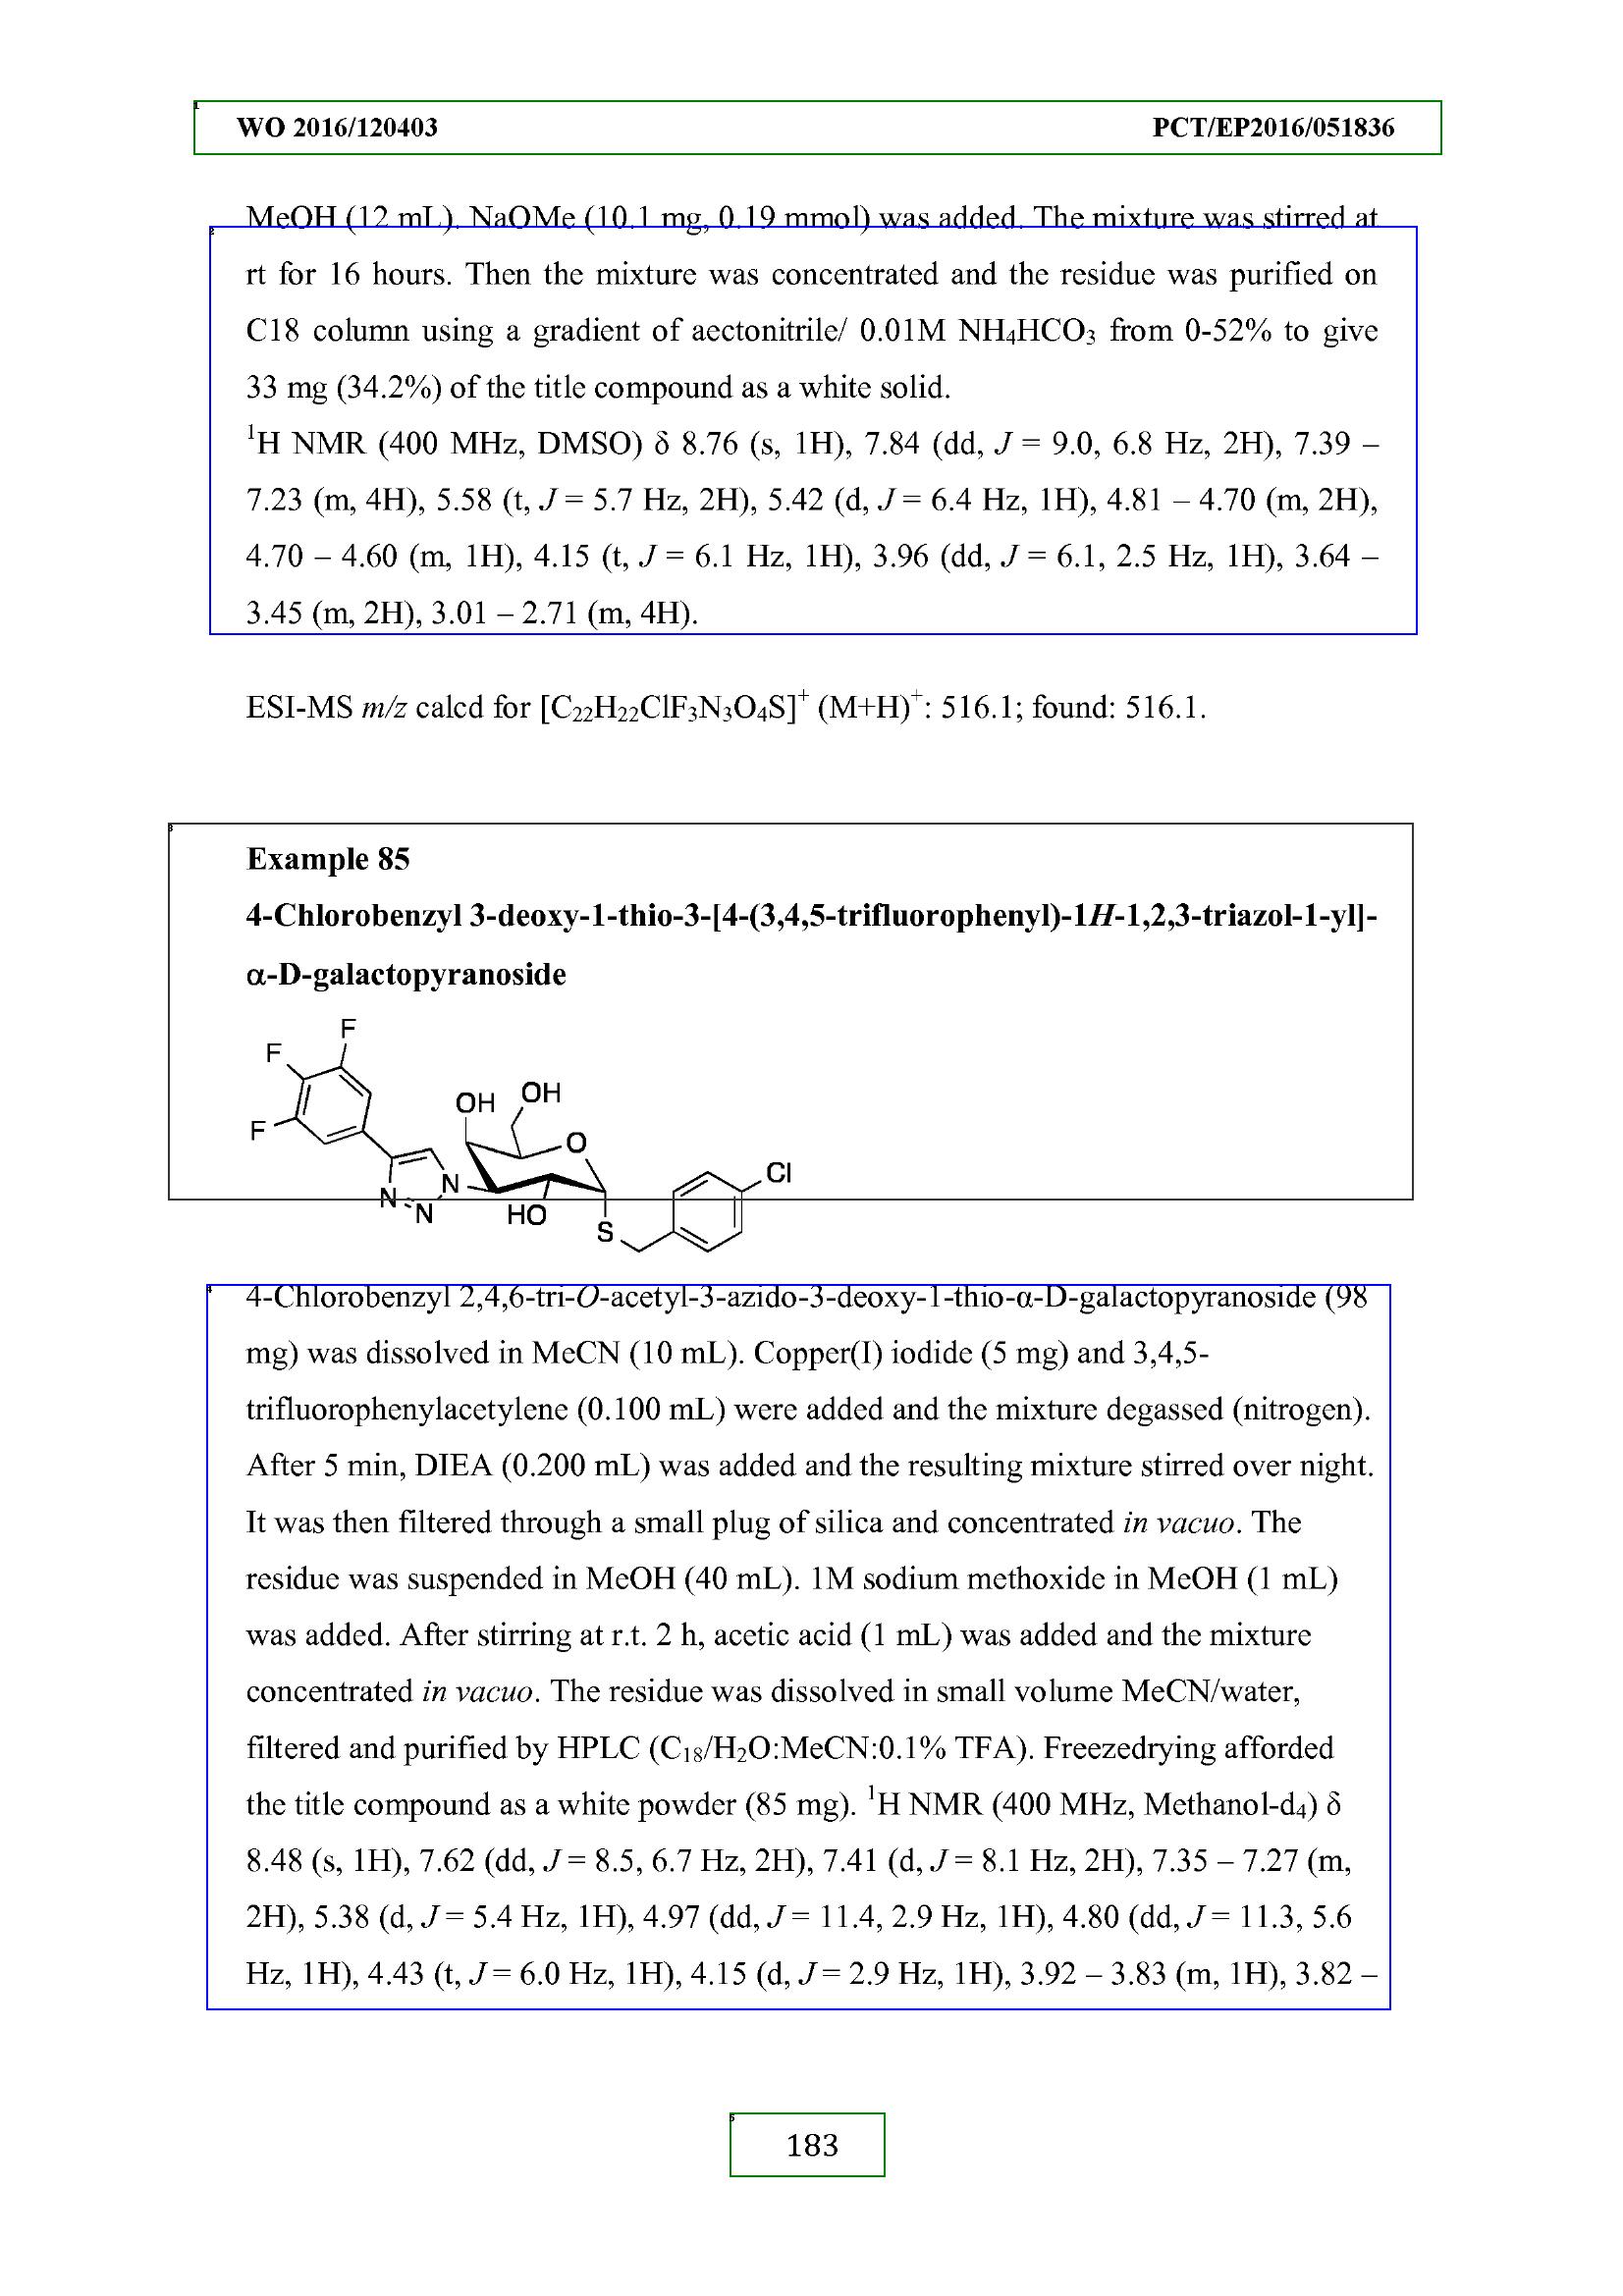 WO 2016/120403 PCT/EP2016/051836
MeOH (12 mL). NaOMe (10.1 mg, 0.19 mmol) was added. The mixture was stirred at
rt for 16 hours. Then the mixture was concentrated and the residue was purified on
C18 column using a gradient of aectonitrile/ 0.01M NH₄HCO₃ from 0-52% to give
33 mg (34.2%) of the title compound as a white solid.
¹H NMR (400 MHz, DMSO) δ 8.76 (s, 1H), 7.84 (dd, J = 9.0, 6.8 Hz, 2H), 7.39 –
7.23 (m, 4H), 5.58 (t, J = 5.7 Hz, 2H), 5.42 (d, J = 6.4 Hz, 1H), 4.81 – 4.70 (m, 2H),
4.70 – 4.60 (m, 1H), 4.15 (t, J = 6.1 Hz, 1H), 3.96 (dd, J = 6.1, 2.5 Hz, 1H), 3.64 –
3.45 (m, 2H), 3.01 – 2.71 (m, 4H).
ESI-MS m/z calcd for [C₂₂H₂₂ClF₃N₃O₄S]⁺ (M+H)⁺: 516.1; found: 516.1.
Example 85
4-Chlorobenzyl 3-deoxy-1-thio-3-[4-(3,4,5-trifluorophenyl)-1H-1,2,3-triazol-1-yl]-
α-D-galactopyranoside
F
F
F
OH
OH
O
N
N
N
HO
S
Cl
4-Chlorobenzyl 2,4,6-tri-O-acetyl-3-azido-3-deoxy-1-thio-α-D-galactopyranoside (98
mg) was dissolved in MeCN (10 mL). Copper(I) iodide (5 mg) and 3,4,5-
trifluorophenylacetylene (0.100 mL) were added and the mixture degassed (nitrogen).
After 5 min, DIEA (0.200 mL) was added and the resulting mixture stirred over night.
It was then filtered through a small plug of silica and concentrated in vacuo. The
residue was suspended in MeOH (40 mL). 1M sodium methoxide in MeOH (1 mL)
was added. After stirring at r.t. 2 h, acetic acid (1 mL) was added and the mixture
concentrated in vacuo. The residue was dissolved in small volume MeCN/water,
filtered and purified by HPLC (C₁₈/H₂O:MeCN:0.1% TFA). Freezedrying afforded
the title compound as a white powder (85 mg). ¹H NMR (400 MHz, Methanol-d₄) δ
8.48 (s, 1H), 7.62 (dd, J = 8.5, 6.7 Hz, 2H), 7.41 (d, J = 8.1 Hz, 2H), 7.35 – 7.27 (m,
2H), 5.38 (d, J = 5.4 Hz, 1H), 4.97 (dd, J = 11.4, 2.9 Hz, 1H), 4.80 (dd, J = 11.3, 5.6
Hz, 1H), 4.43 (t, J = 6.0 Hz, 1H), 4.15 (d, J = 2.9 Hz, 1H), 3.92 – 3.83 (m, 1H), 3.82 –
183